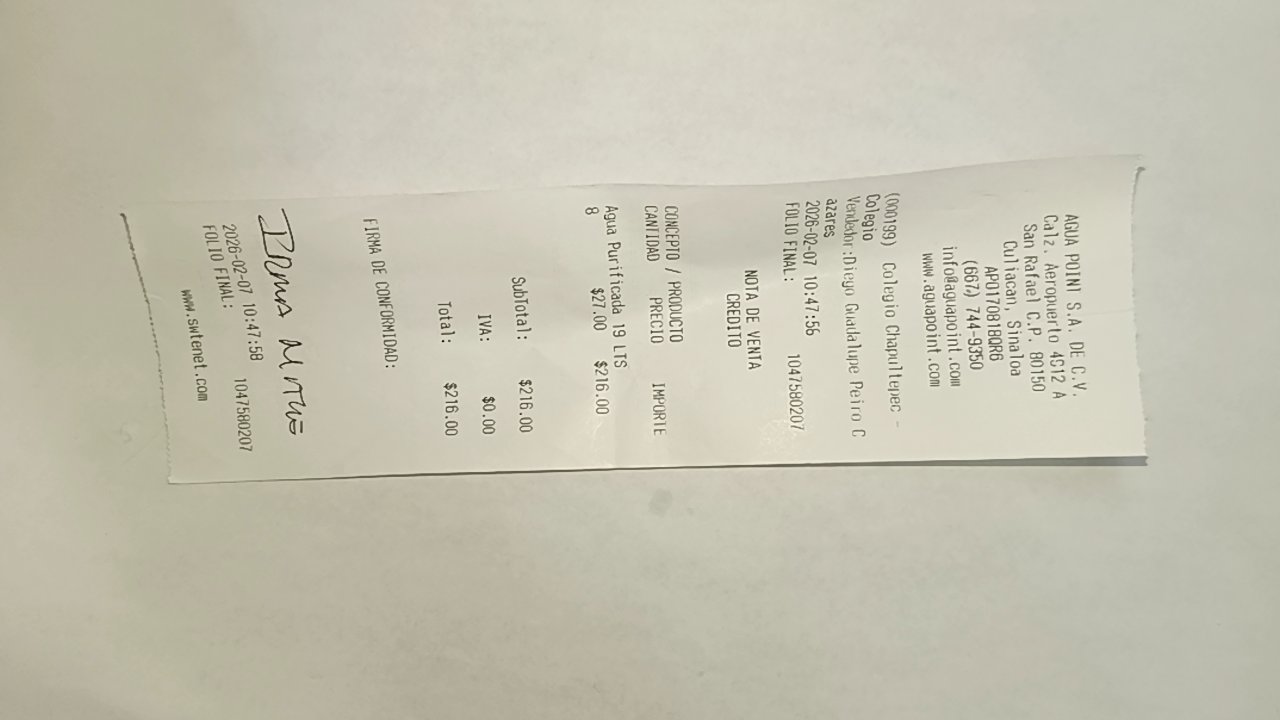 AGUA POINT S.A. DE C.V.
Calz. Aeropuerto 4912 A
San Rafael C.P. 80150
Culiacan, Sinaloa
APO170818QR6
(667) 744-9350
info@aguapoint.com
www.aguapoint.com
(000199) Colegio Chapultepec -
Colegio
Vendedor:Diego Guadalupe Peiro C
azares
2026-02-07 10:47:56
FOLIO FINAL: 1047580207
NOTA DE VENTA
CREDITO
CONCEPTO / PRODUCTO
CANTIDAD PRECIO IMPORTE
Agua Purificada 19 LTS
8 $27.00 $216.00
SubTotal: $216.00
IVA: $0.00
Total: $216.00
FIRMA DE CONFORMIDAD:
2026-02-07 10:47:58
FOLIO FINAL: 1047580207
www.switenet.com